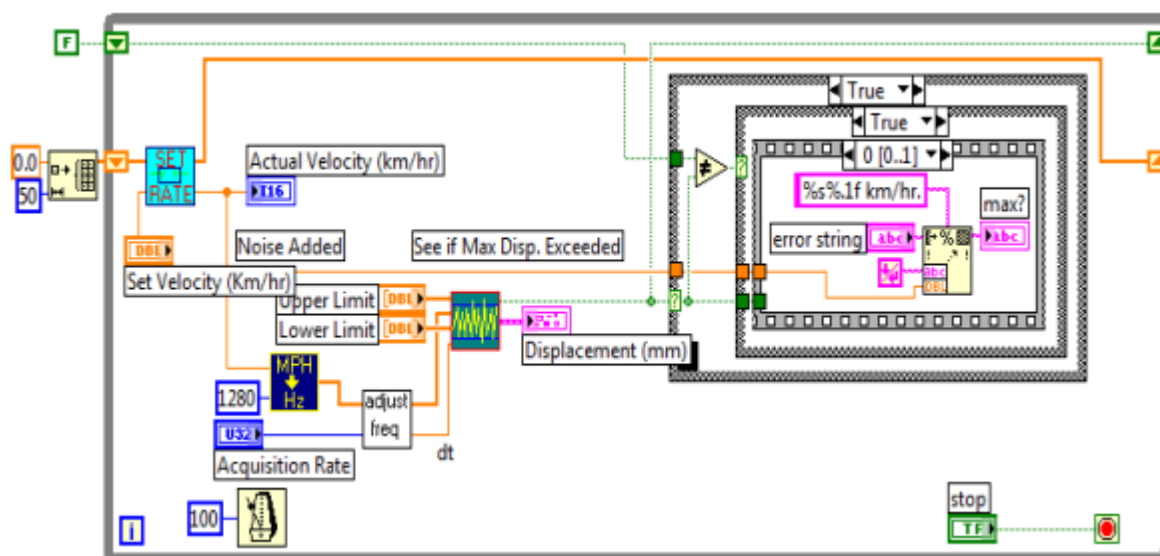 F
True
True
0 [0..1]
0.0
50
SET
RATE
Actual Velocity (km/hr)
I16
%s%.1f km/hr.
max?
error string
abc
%
abc
abc
DBL
DBL
Noise Added
See if Max Disp. Exceeded
Set Velocity (Km/hr)
Upper Limit
DBL
Lower Limit
DBL
?
?
Displacement (mm)
MPH
Hz
1280
adjust
freq
U32
dt
Acquisition Rate
100
i
stop
TF